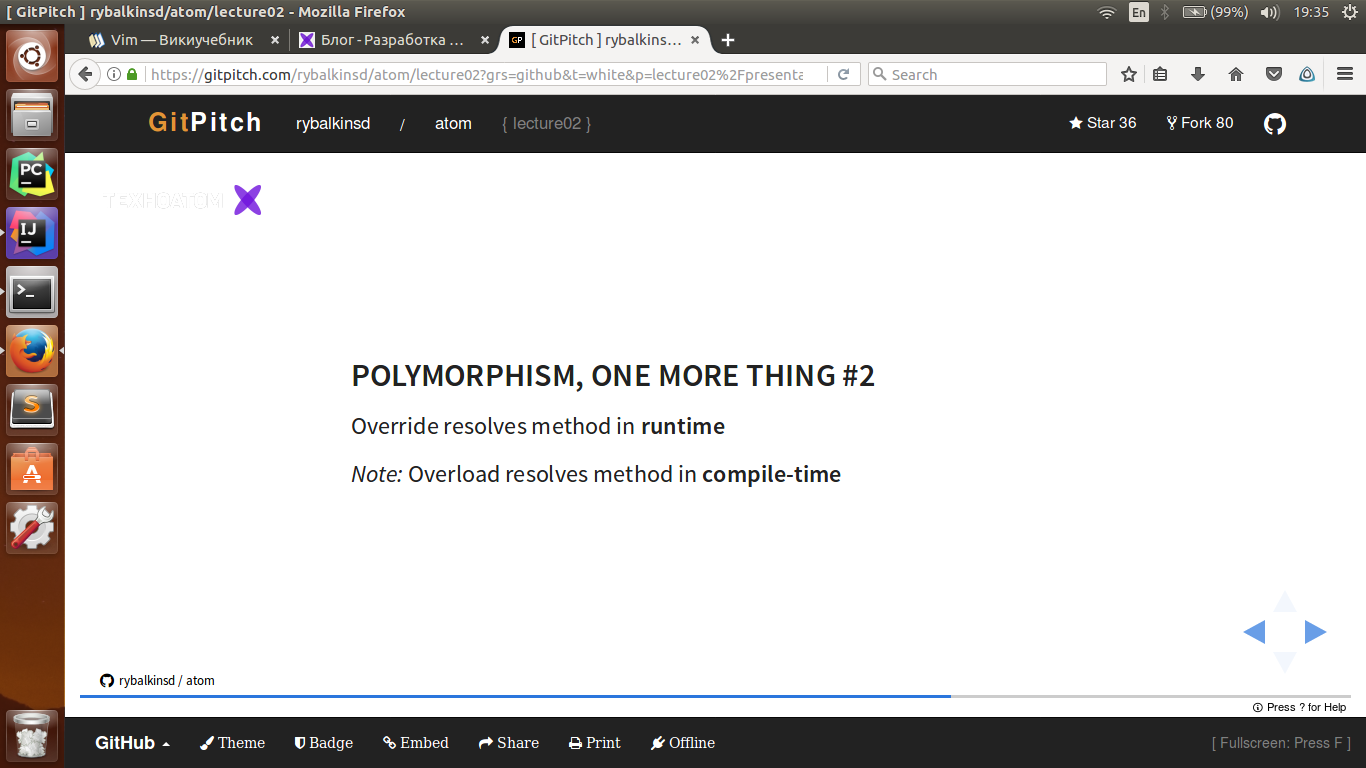 [ GitPitch ] rybalkinsd/atom/lecture02 - Mozilla Firefox
En
(99%)
19:35
Vim — Викиучебник
Блог - Разработка ...
GP
[ GitPitch ] rybalkins...
https://gitpitch.com/rybalkinsd/atom/lecture02?grs=github&t=white&p=lecture02%2Fpresenta
Search
GitPitch
rybalkinsd / atom { lecture02 }
Star 36
Fork 80
ТЕХНОАТОМ
PC
IJ
>_
S
A
POLYMORPHISM, ONE MORE THING #2
Override resolves method in runtime
Note: Overload resolves method in compile-time
rybalkinsd / atom
Press ? for Help
GitHub
Theme
Badge
Embed
Share
Print
Offline
[ Fullscreen: Press F ]